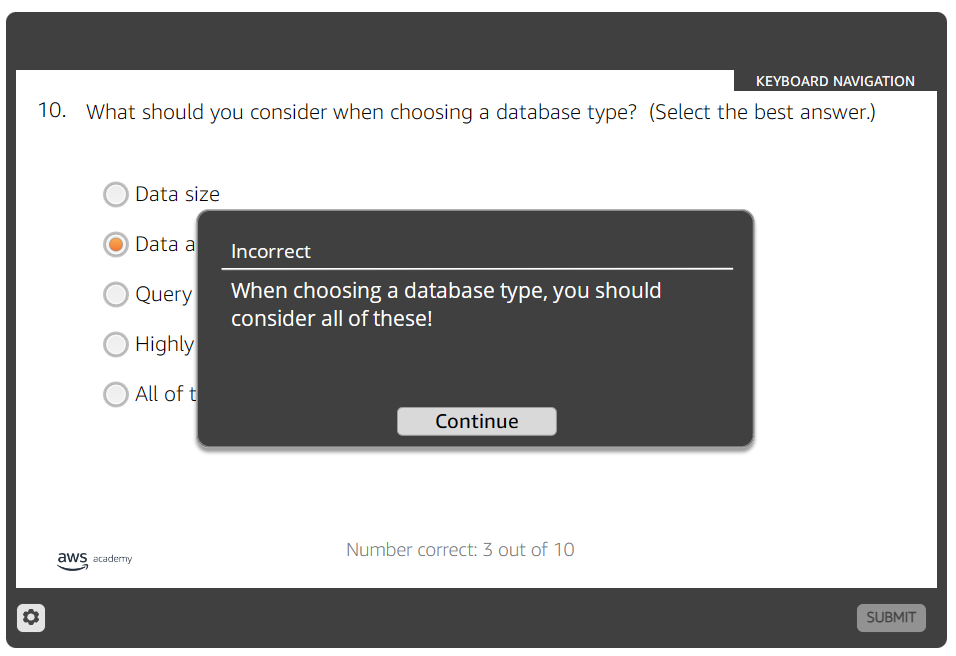 KEYBOARD NAVIGATION
10. What should you consider when choosing a database type? (Select the best answer.)
Data size
Data a
Query
Highly
All of t
Incorrect
When choosing a database type, you should
consider all of these!
Continue
Number correct: 3 out of 10
aws academy
SUBMIT